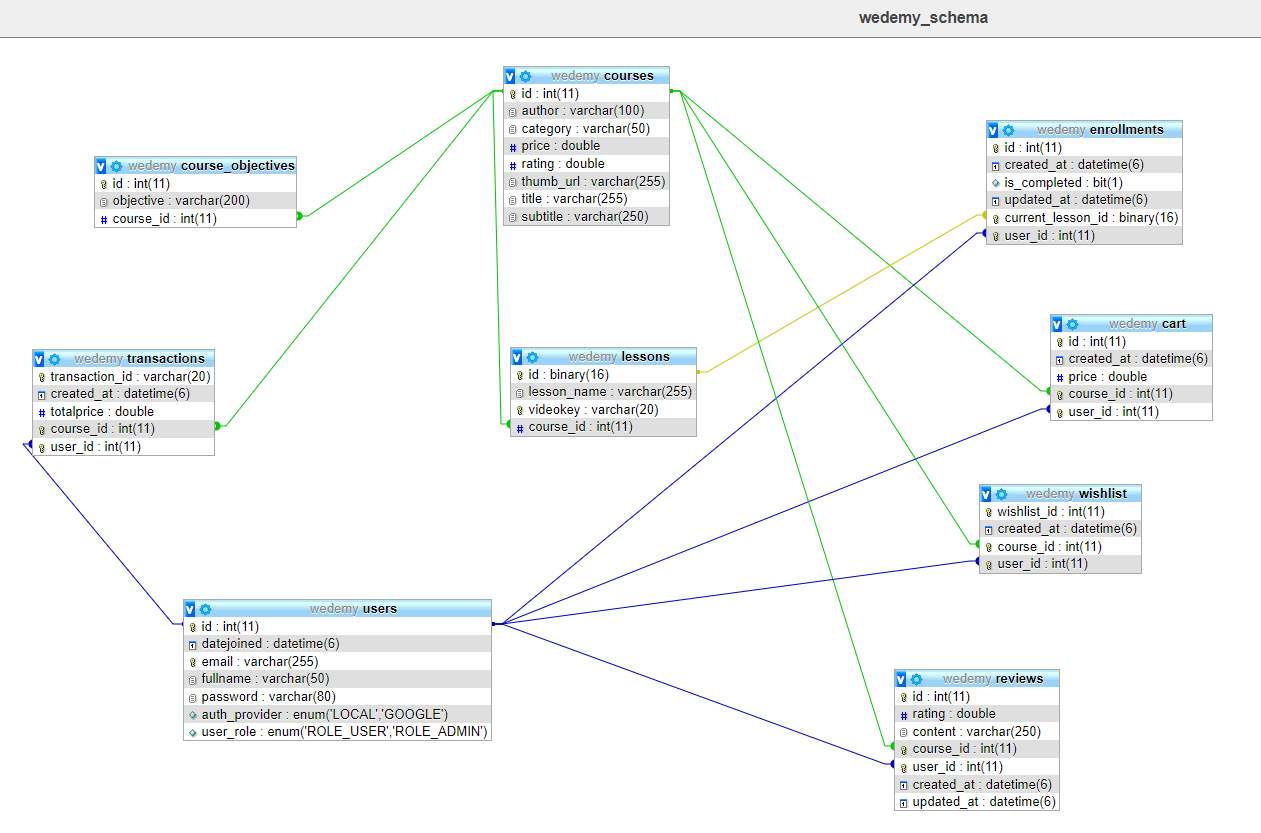 wedemy_schema
wedemy courses
id : int(11)
author : varchar(100)
category : varchar(50)
price : double
rating : double
thumb_url : varchar(255)
title : varchar(255)
subtitle : varchar(250)
wedemy enrollments
id : int(11)
created_at : datetime(6)
is_completed : bit(1)
updated_at : datetime(6)
current_lesson_id : binary(16)
user_id : int(11)
wedemy course_objectives
id : int(11)
objective : varchar(200)
course_id : int(11)
wedemy cart
id : int(11)
created_at : datetime(6)
price : double
course_id : int(11)
user_id : int(11)
wedemy transactions
transaction_id : varchar(20)
created_at : datetime(6)
totalprice : double
course_id : int(11)
user_id : int(11)
wedemy lessons
id : binary(16)
lesson_name : varchar(255)
videokey : varchar(20)
course_id : int(11)
wedemy wishlist
wishlist_id : int(11)
created_at : datetime(6)
course_id : int(11)
user_id : int(11)
wedemy users
id : int(11)
datejoined : datetime(6)
email : varchar(255)
fullname : varchar(50)
password : varchar(80)
auth_provider : enum('LOCAL','GOOGLE')
user_role : enum('ROLE_USER','ROLE_ADMIN')
wedemy reviews
id : int(11)
rating : double
content : varchar(250)
course_id : int(11)
user_id : int(11)
created_at : datetime(6)
updated_at : datetime(6)